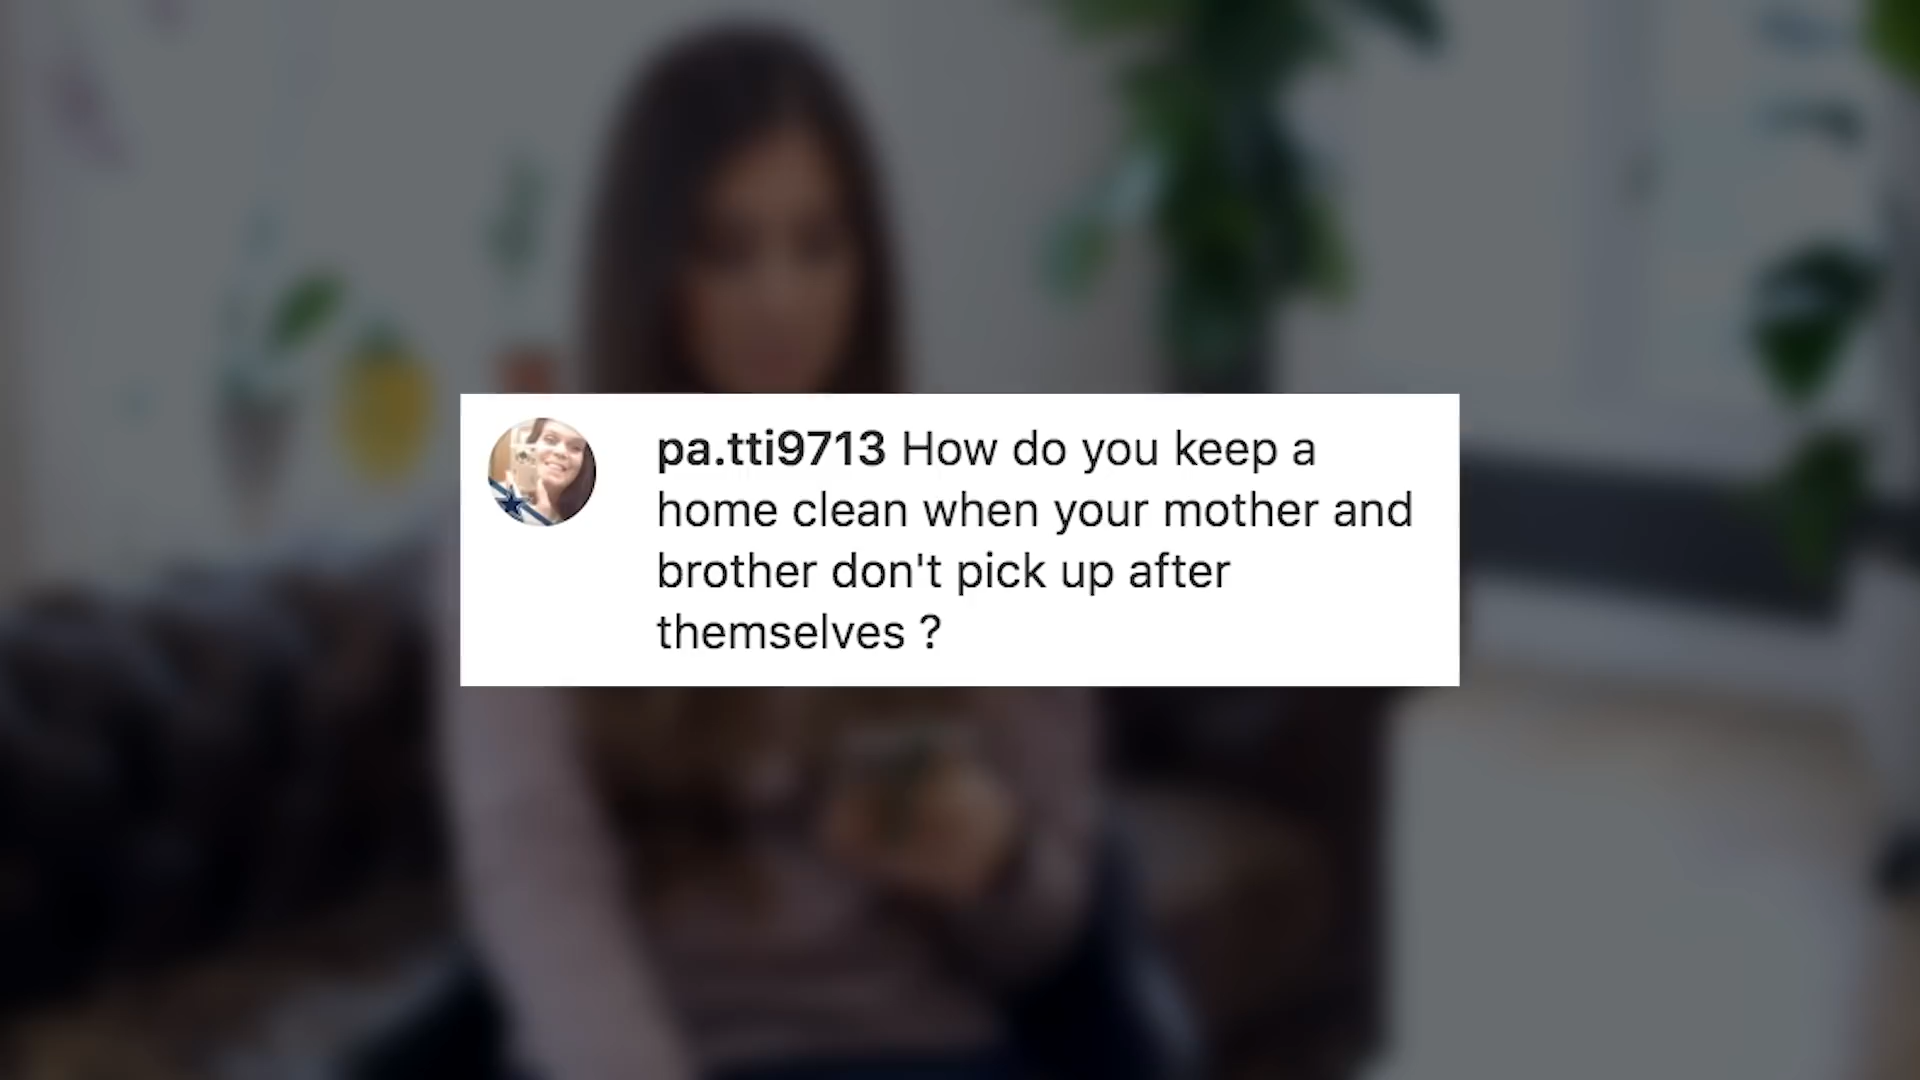 pa.tti9713 How do you keep a
home clean when your mother and
brother don't pick up after
themselves ?